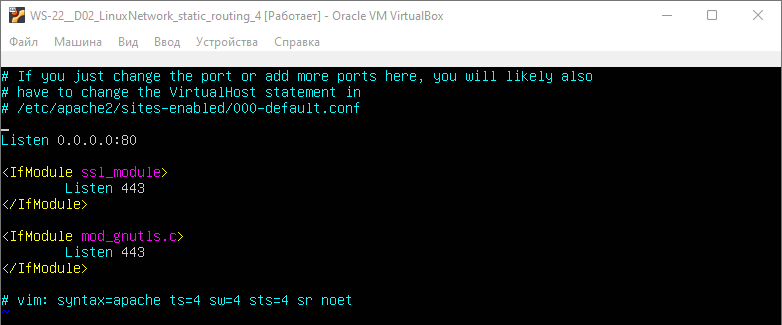 WS-22__D02_LinuxNetwork_static_routing_4 [Работает] - Oracle VM VirtualBox
Файл Машина Вид Ввод Устройства Справка
# If you just change the port or add more ports here, you will likely also
# have to change the VirtualHost statement in
# /etc/apache2/sites-enabled/000-default.conf
Listen 0.0.0.0:80
<IfModule ssl_module>
Listen 443
</IfModule>
<IfModule mod_gnutls.c>
Listen 443
</IfModule>
# vim: syntax=apache ts=4 sw=4 sts=4 sr noet
~